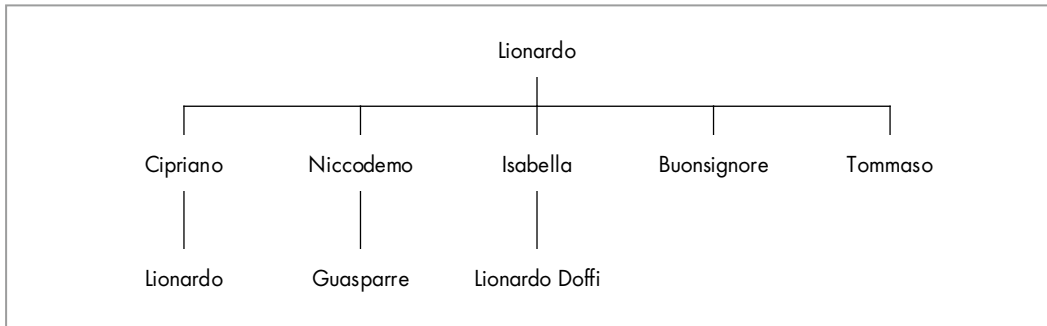 Lionardo
Cipriano Niccodemo Isabella Buonsignore Tommaso
Lionardo Guasparre Lionardo Doffi